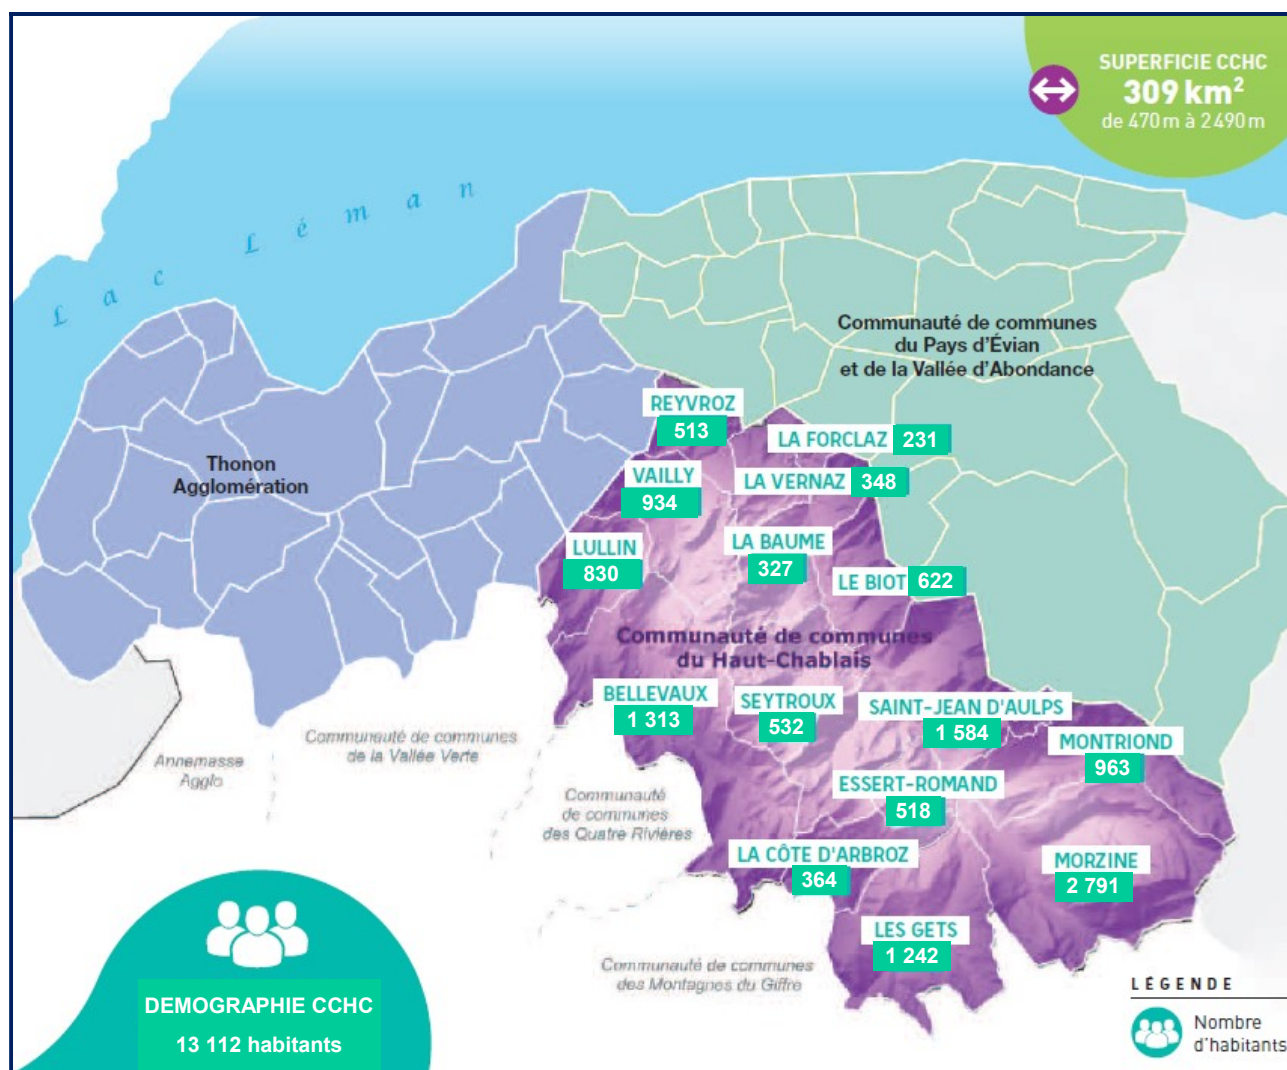 SUPERFICIE CCHC
309 km²
de 470 m à 2 490 m
Lac Léman
Communauté de communes
du Pays d'Évian
et de la Vallée d'Abondance
Thonon
Agglomération
REYVROZ
513
LA FORCLAZ 231
VAILLY
934
LA VERNAZ 348
LULLIN
830
LA BAUME
327
LE BIOT 622
Communauté de communes
du Haut-Chablais
BELLEVAUX
1 313
SEYTROUX
532
SAINT-JEAN D'AULPS
1 584
MONTRIOND
963
Communauté de communes
de la Vallée Verte
Annemasse
Agglo
ESSERT-ROMAND
518
Communauté
de communes
des Quatre Rivières
LA CÔTE D'ARBROZ
364
MORZINE
2 791
LES GETS
1 242
Communauté de communes
des Montagnes du Giffre
DEMOGRAPHIE CCHC
13 112 habitants
LÉGENDE
Nombre
d'habitants